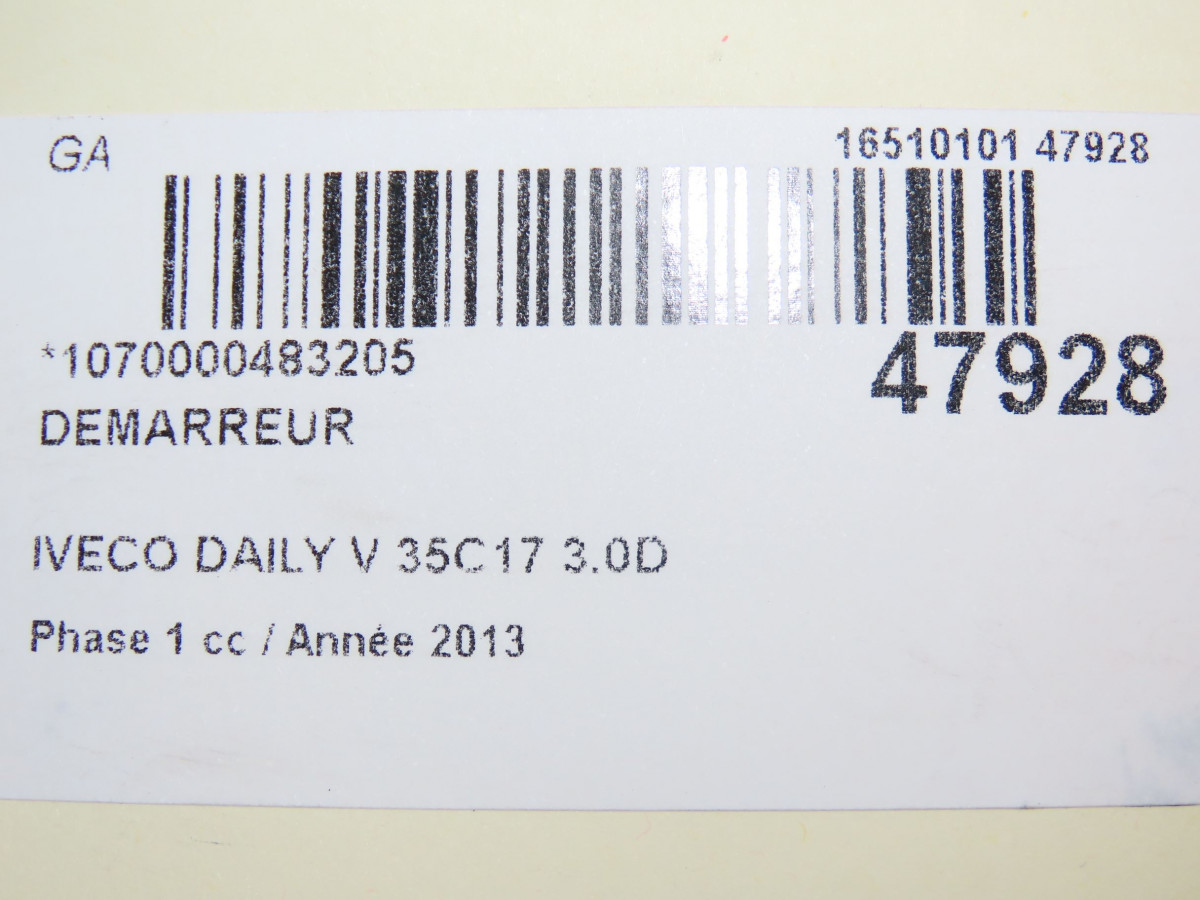 GA
16510101 47928
*1070000483205
47928
DEMARREUR
IVECO DAILY V 35C17 3.0D
Phase 1 cc / Année 2013